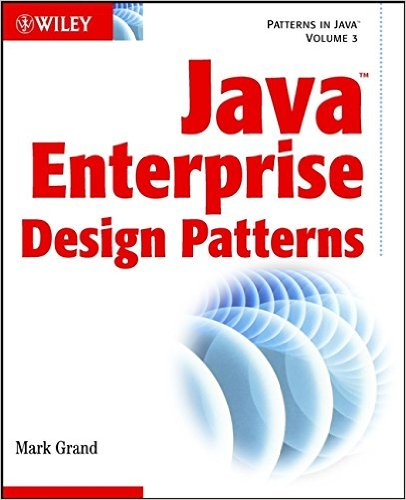 WILEY
PATTERNS IN JAVA™
VOLUME 3
Java™
Enterprise
Design Patterns
Mark Grand